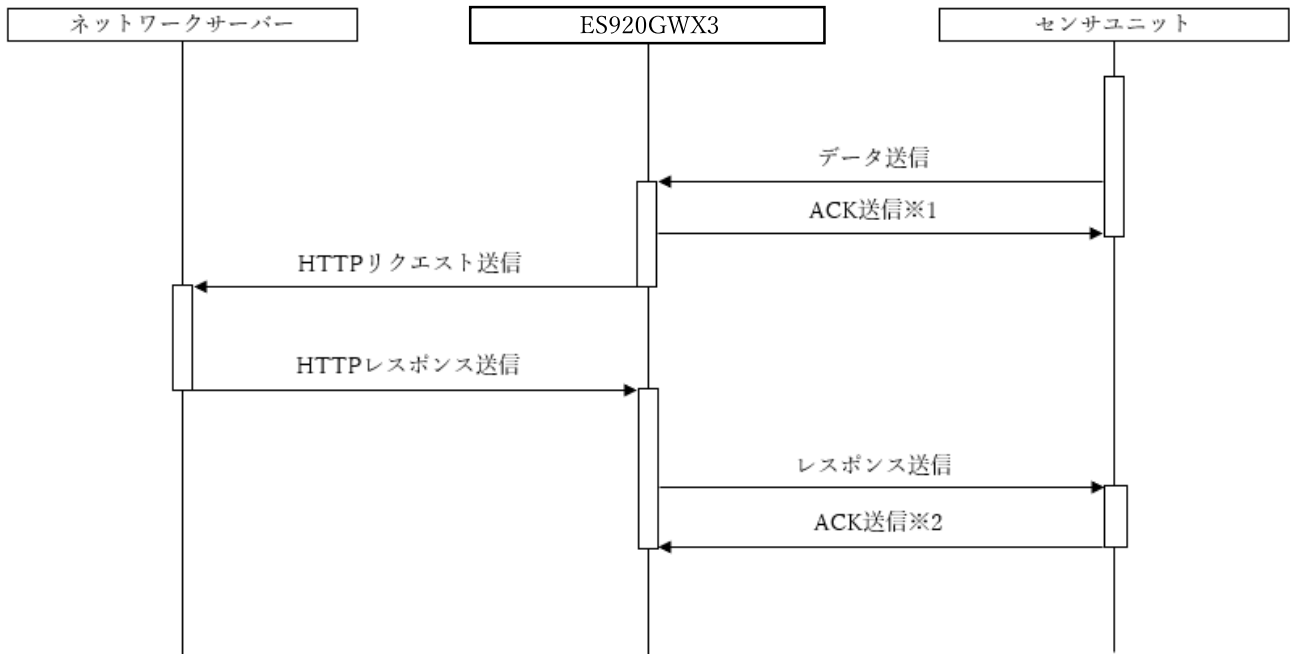 ネットワークサーバー
ES920GWX3
センサユニット
データ送信
ACK送信※1
HTTPリクエスト送信
HTTPレスポンス送信
レスポンス送信
ACK送信※2